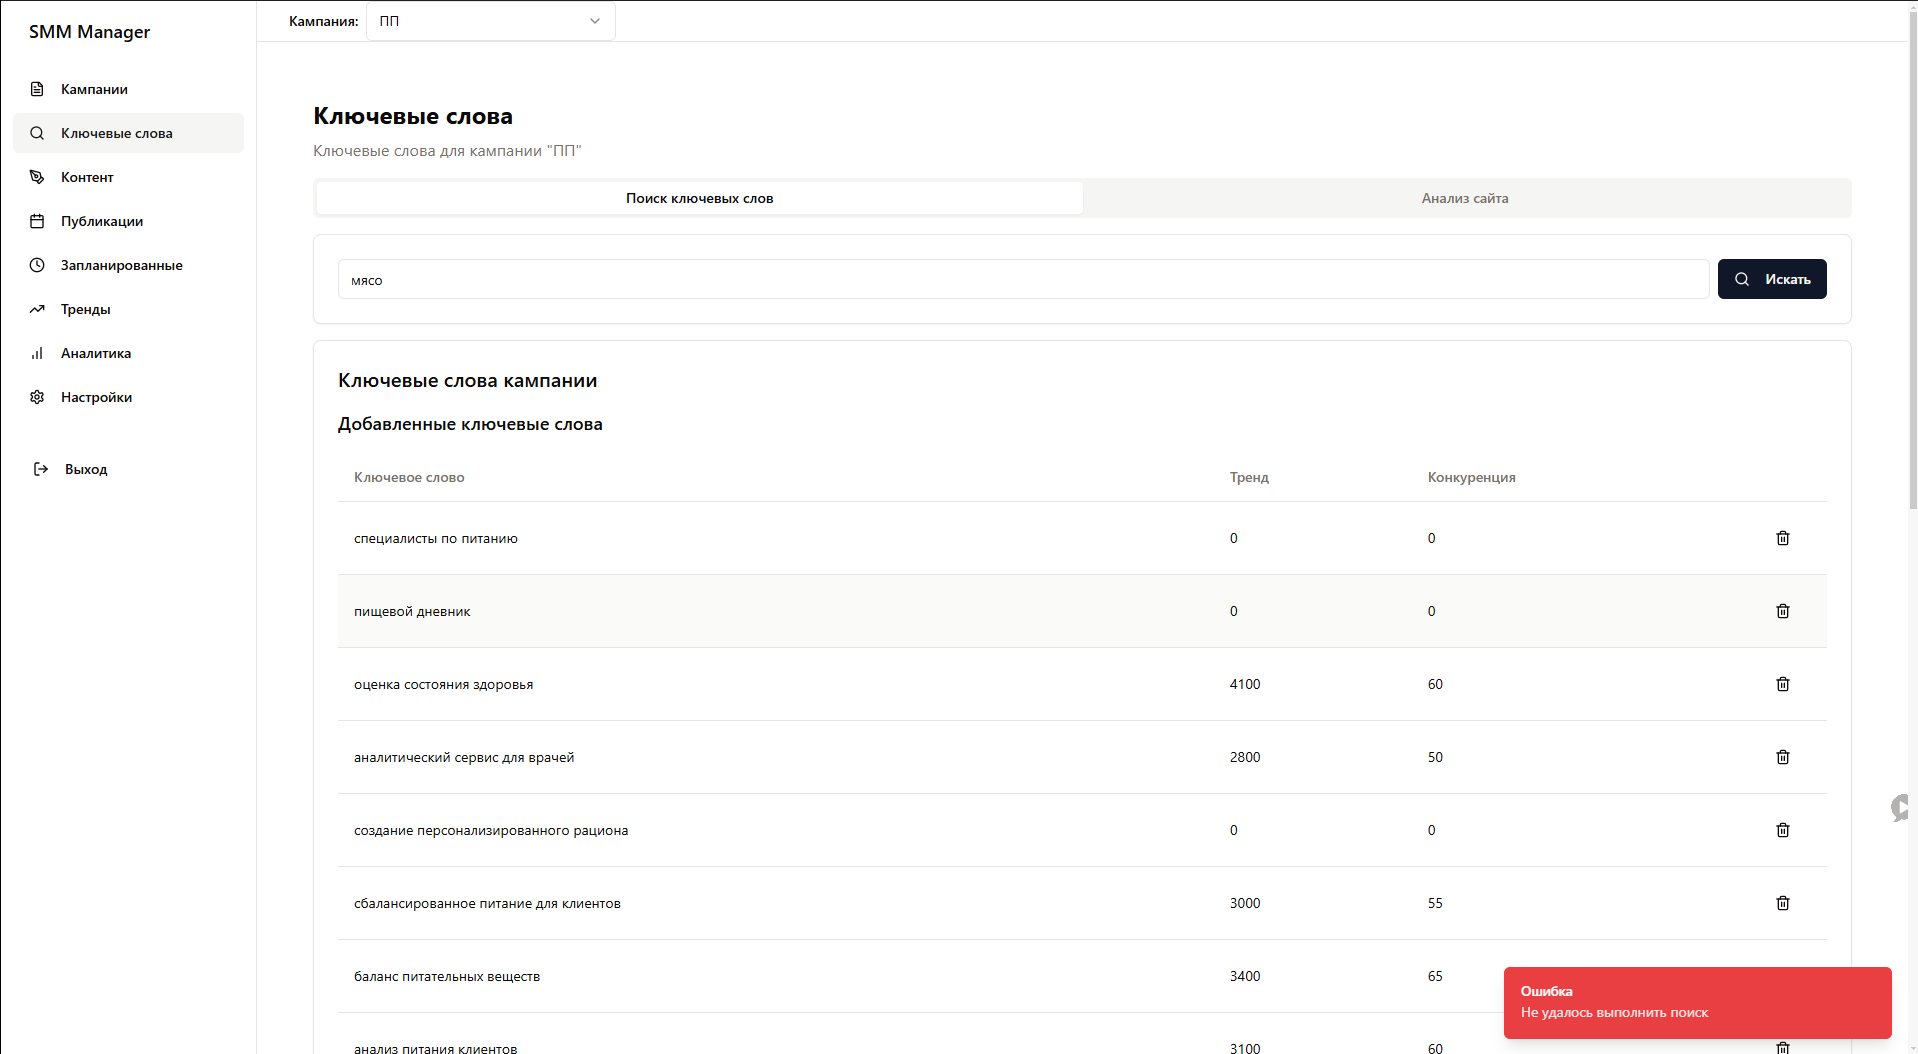 SMM Manager
Кампания: ПП
Кампании
Ключевые слова
Контент
Публикации
Запланированные
Тренды
Аналитика
Настройки
Выход
Ключевые слова
Ключевые слова для кампании "ПП"
Поиск ключевых слов Анализ сайта
мясо Искать
Ключевые слова кампании
Добавленные ключевые слова
Ключевое слово Тренд Конкуренция
специалисты по питанию 0 0
пищевой дневник 0 0
оценка состояния здоровья 4100 60
аналитический сервис для врачей 2800 50
создание персонализированного рациона 0 0
сбалансированное питание для клиентов 3000 55
баланс питательных веществ 3400 65
анализ питания клиентов 3100 60
Ошибка
Не удалось выполнить поиск